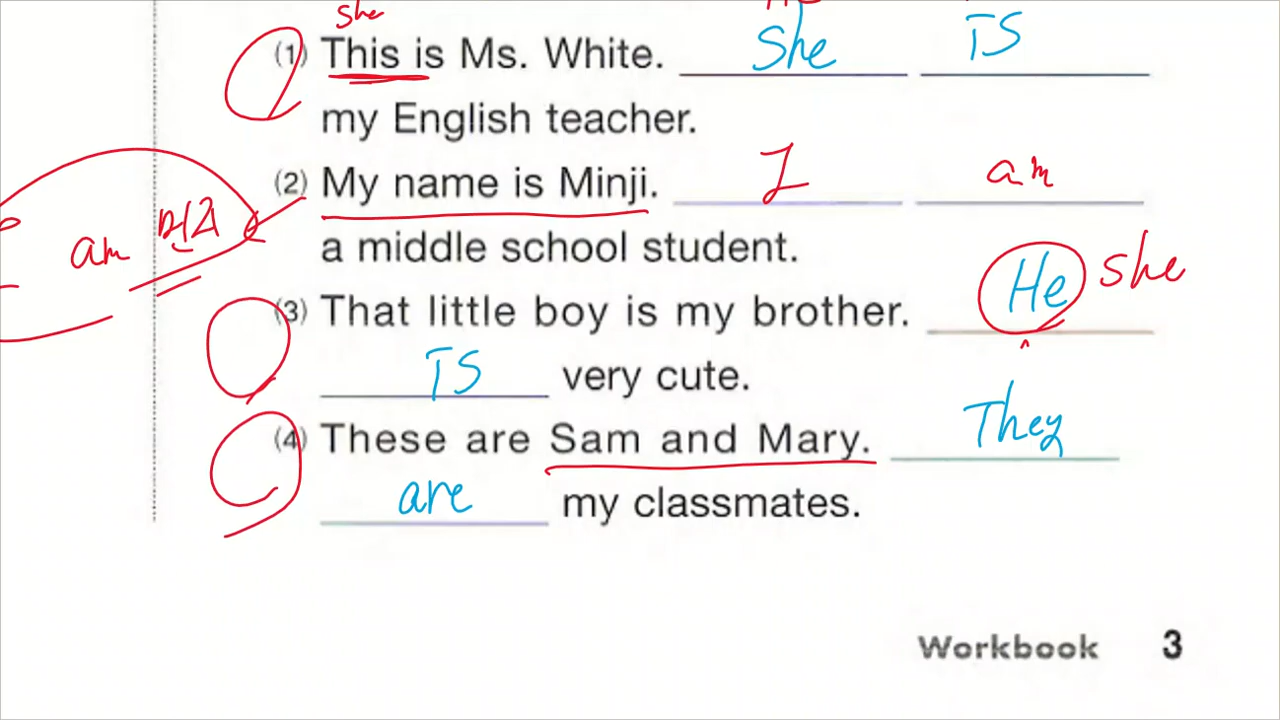 she
(1) This is Ms. White. She is
my English teacher.
(2) My name is Minji. I am
am
a middle school student.
(3) That little boy is my brother. He she
is very cute.
(4) These are Sam and Mary. They
are my classmates.
Workbook 3